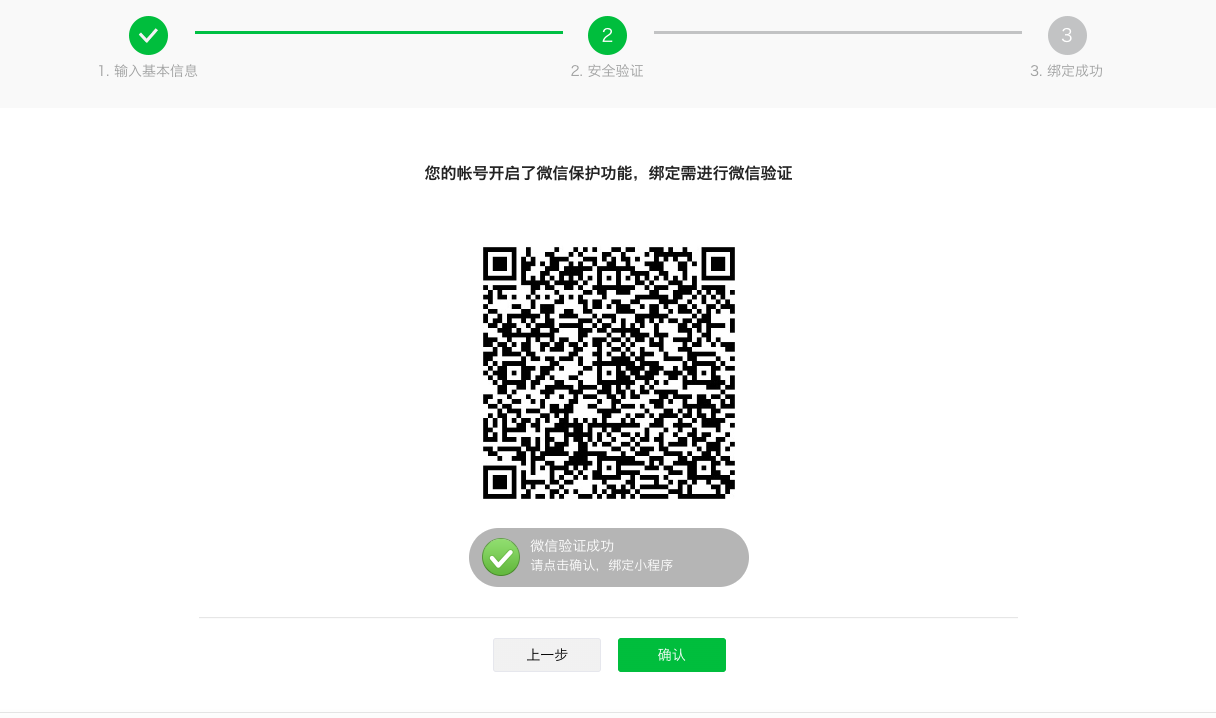 2
3
1. 输入基本信息
2. 安全验证
3. 绑定成功
您的帐号开启了微信保护功能，绑定需进行微信验证
微信验证成功
请点击确认，绑定小程序
上一步
确认